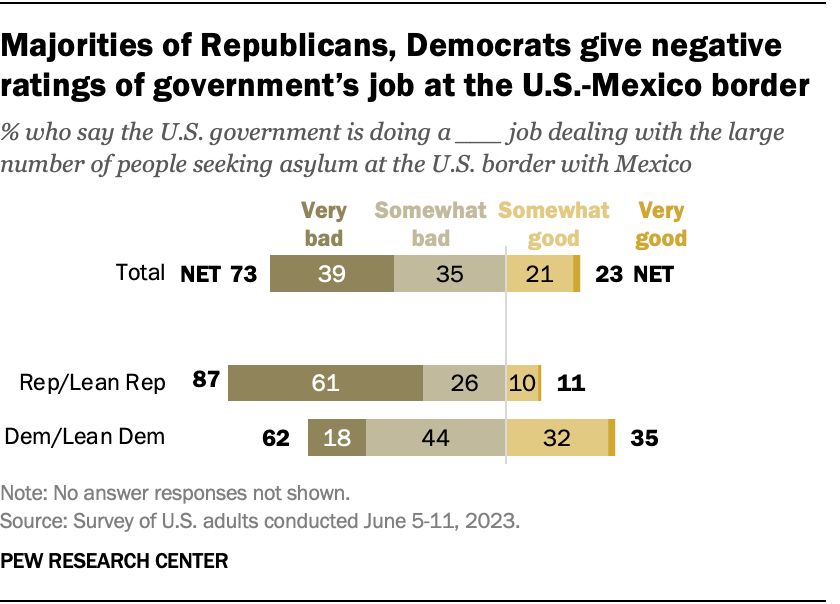 Majorities of Republicans, Democrats give negative
ratings of government’s job at the U.S.-Mexico border
% who say the U.S. government is doing a ___ job dealing with the large
number of people seeking asylum at the U.S. border with Mexico
Very bad
Somewhat bad
Somewhat good
Very good
Total NET 73 39 35 21 23 NET
Rep/Lean Rep 87 61 26 10 11
Dem/Lean Dem 62 18 44 32 35
Note: No answer responses not shown.
Source: Survey of U.S. adults conducted June 5-11, 2023.
PEW RESEARCH CENTER